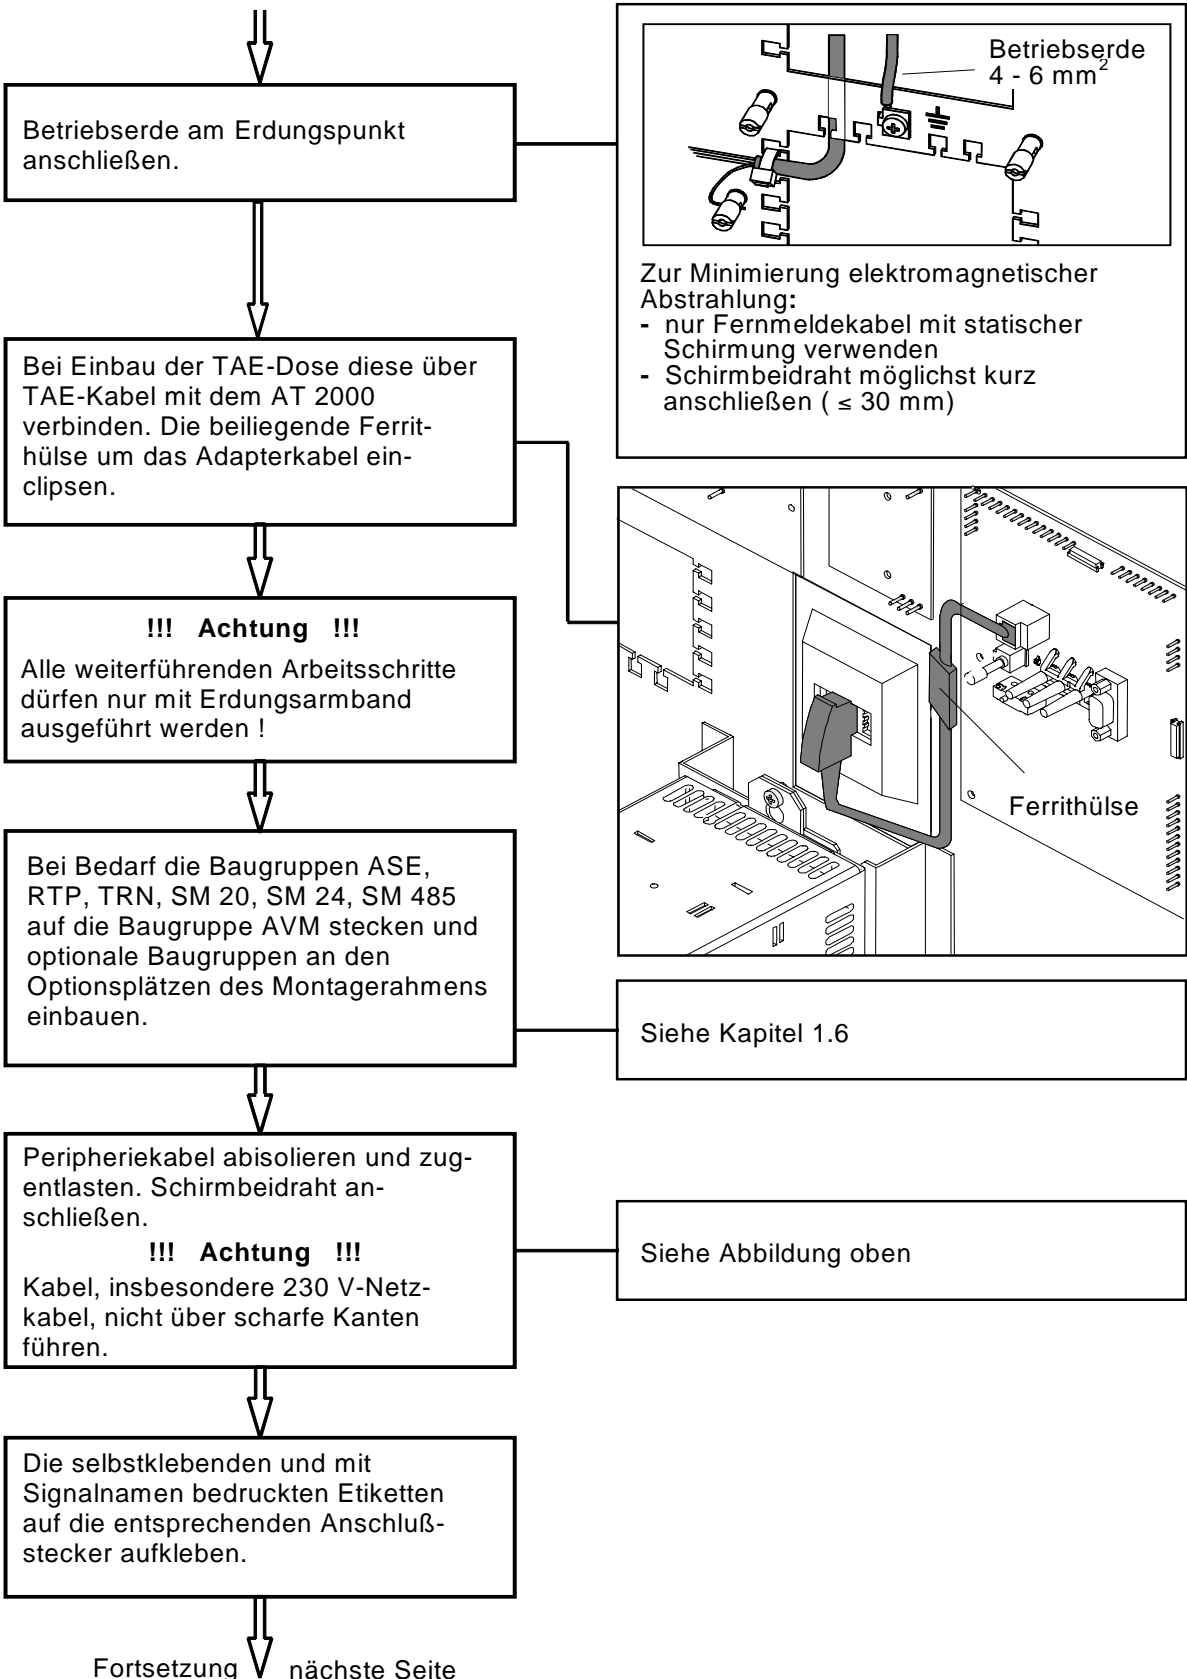 Betriebserde am Erdungspunkt
anschließen.
Betriebserde
4 - 6 mm²
Zur Minimierung elektromagnetischer
Abstrahlung:
- nur Fernmeldekabel mit statischer
Schirmung verwenden
- Schirmbeidraht möglichst kurz
anschließen ( ≤ 30 mm)
Bei Einbau der TAE-Dose diese über
TAE-Kabel mit dem AT 2000
verbinden. Die beiliegende Ferrit-
hülse um das Adapterkabel ein-
clipsen.
Ferrithülse
!!! Achtung !!!
Alle weiterführenden Arbeitsschritte
dürfen nur mit Erdungsarmband
ausgeführt werden !
Bei Bedarf die Baugruppen ASE,
RTP, TRN, SM 20, SM 24, SM 485
auf die Baugruppe AVM stecken und
optionale Baugruppen an den
Optionsplätzen des Montagerahmens
einbauen.
Siehe Kapitel 1.6
Peripheriekabel abisolieren und zug-
entlasten. Schirmbeidraht an-
schließen.
!!! Achtung !!!
Kabel, insbesondere 230 V-Netz-
kabel, nicht über scharfe Kanten
führen.
Siehe Abbildung oben
Die selbstklebenden und mit
Signalnamen bedruckten Etiketten
auf die entsprechenden Anschluß-
stecker aufkleben.
Fortsetzung nächste Seite